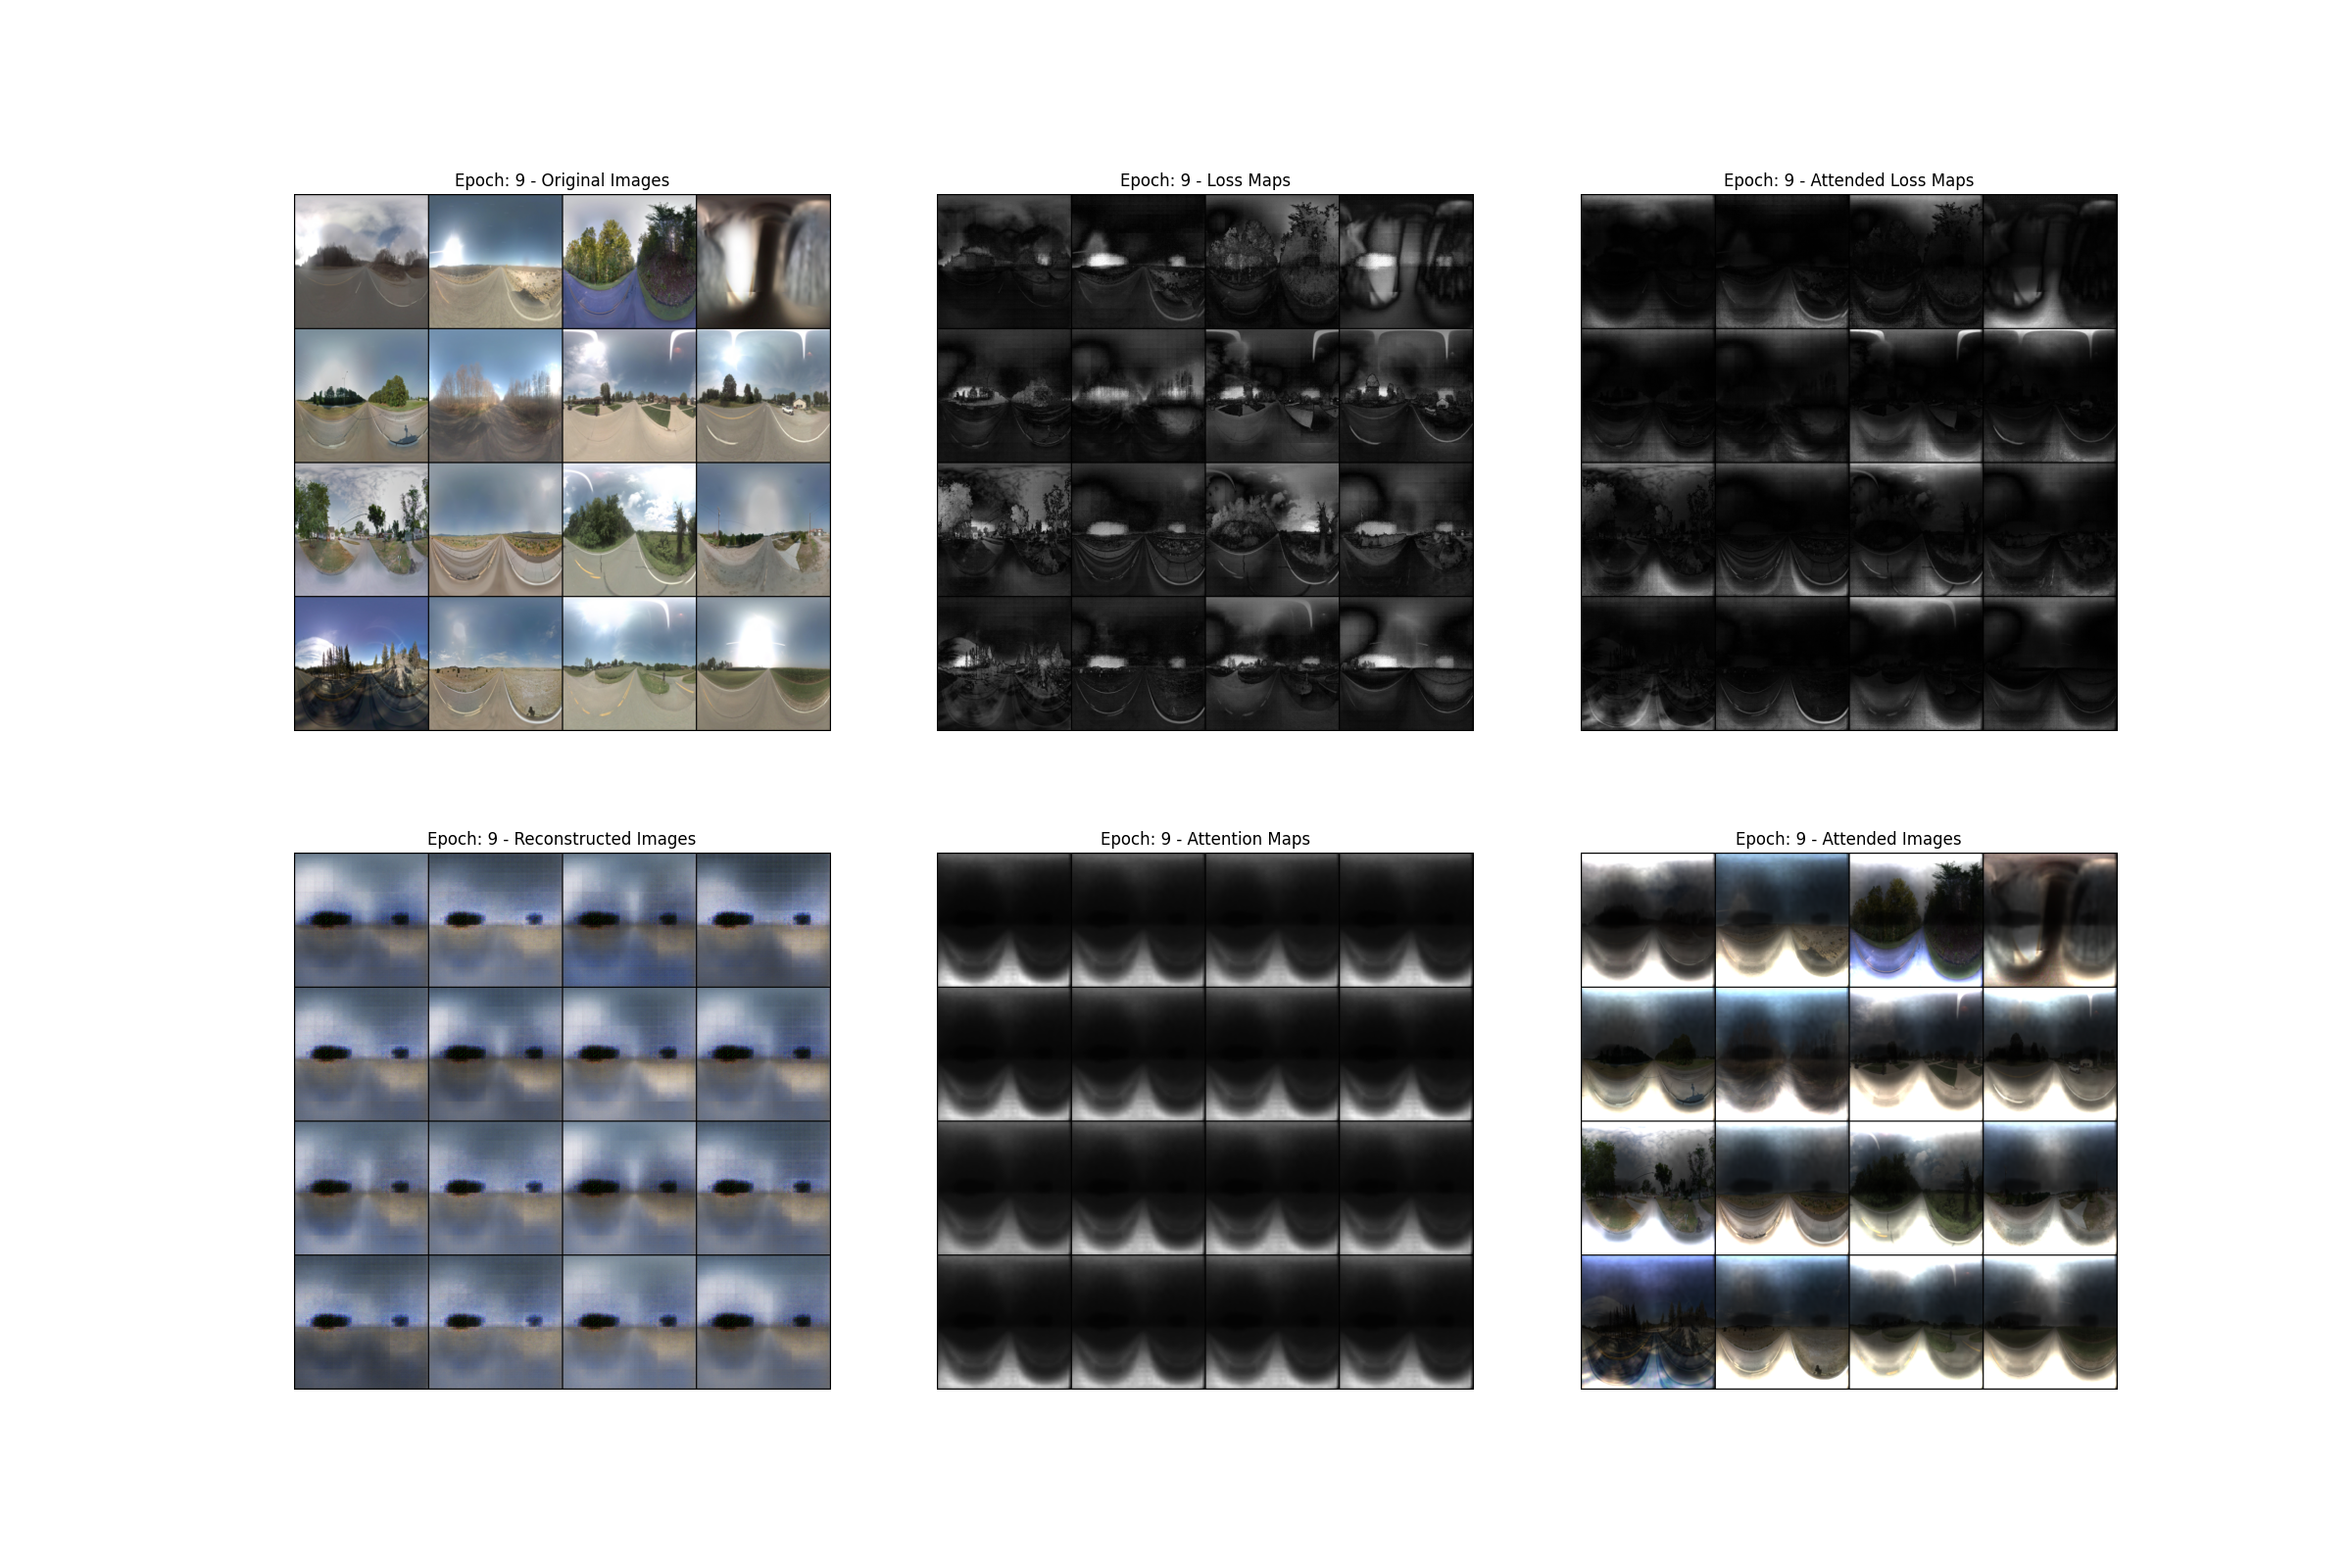 Epoch: 9 - Original Images
Epoch: 9 - Loss Maps
Epoch: 9 - Attended Loss Maps
Epoch: 9 - Reconstructed Images
Epoch: 9 - Attention Maps
Epoch: 9 - Attended Images